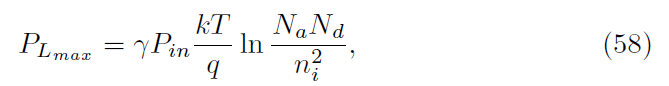 $P_{L_{max}} = \gamma P_{in} \frac{kT}{q} \ln \frac{N_a N_d}{n_i^2},$ (58)